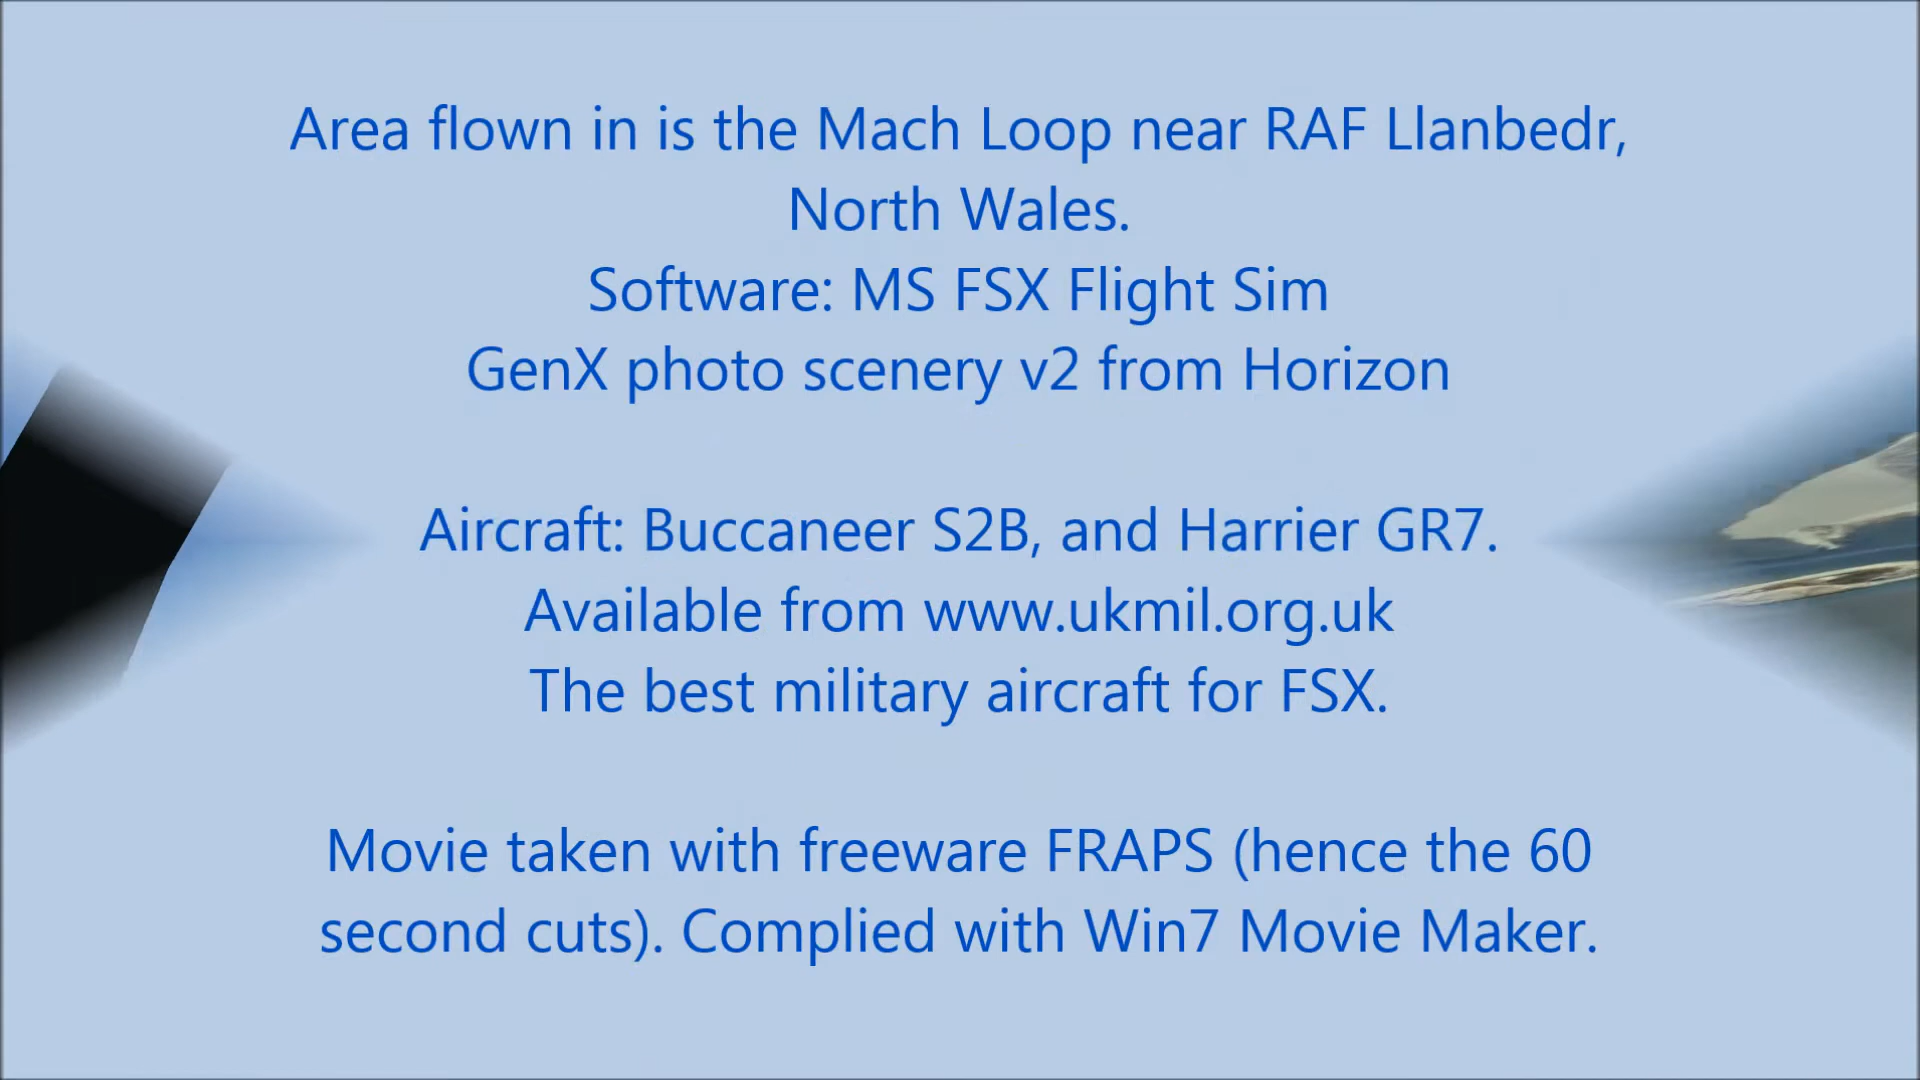 Area flown in is the Mach Loop near RAF Llanbedr,
North Wales.
Software: MS FSX Flight Sim
GenX photo scenery v2 from Horizon
Aircraft: Buccaneer S2B, and Harrier GR7.
Available from www.ukmil.org.uk
The best military aircraft for FSX.
Movie taken with freeware FRAPS (hence the 60
second cuts). Complied with Win7 Movie Maker.